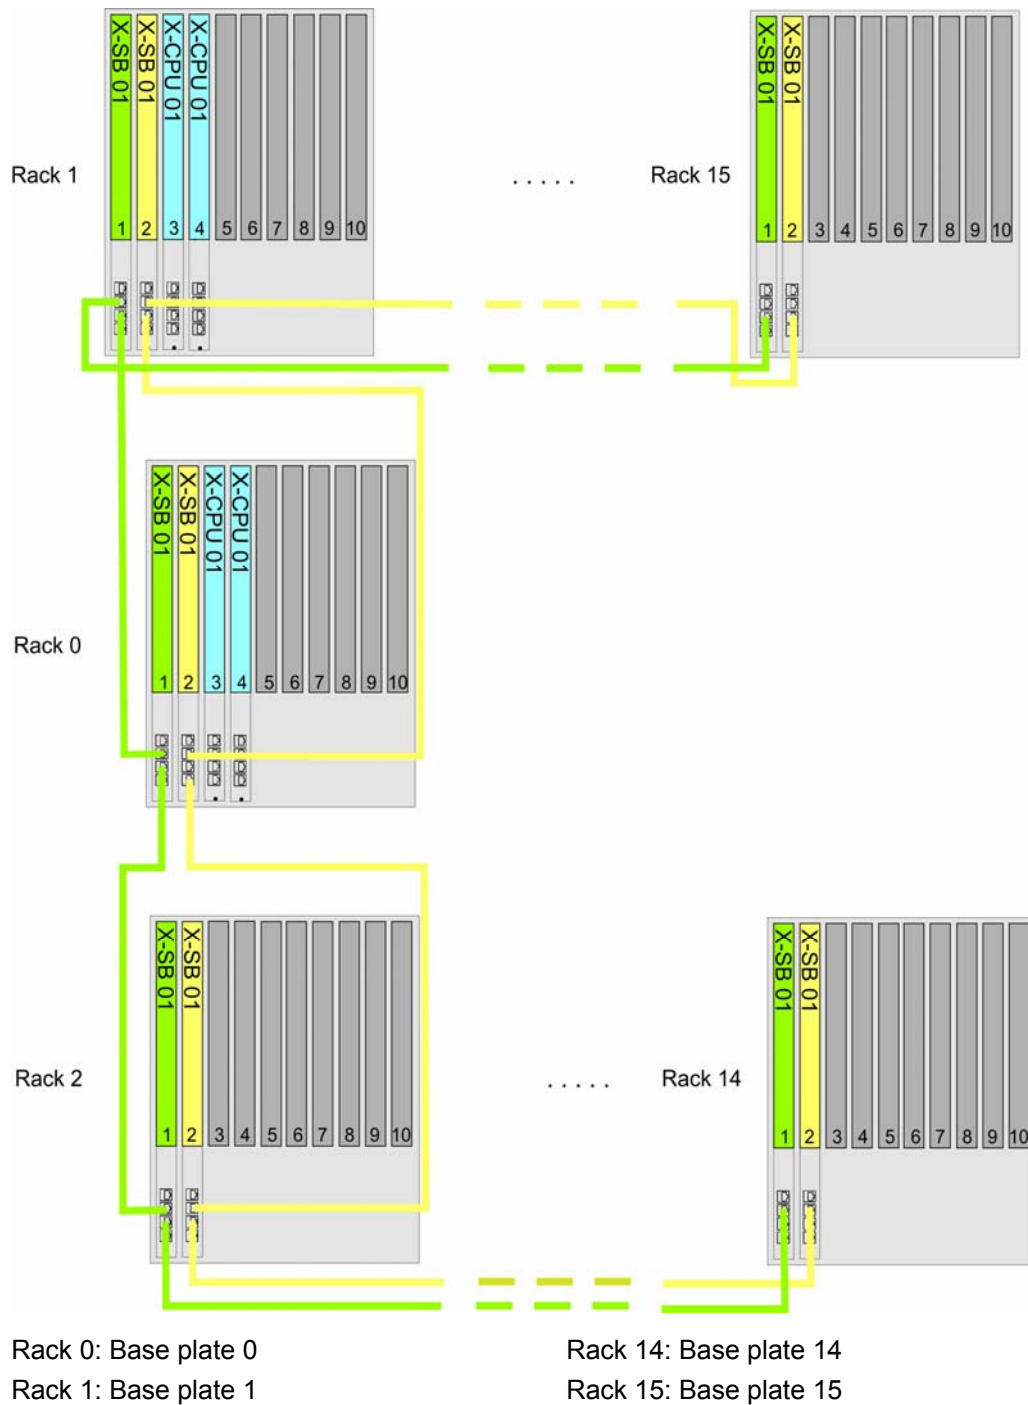 X-SB 01 X-SB 01 X-CPU 01 X-CPU 01
1 2 3 4 5 6 7 8 9 10
Rack 1
. . . . .
Rack 15
X-SB 01 X-SB 01
1 2 3 4 5 6 7 8 9 10
Rack 0
X-SB 01 X-SB 01 X-CPU 01 X-CPU 01
1 2 3 4 5 6 7 8 9 10
Rack 2
X-SB 01 X-SB 01
1 2 3 4 5 6 7 8 9 10
. . . . .
Rack 14
X-SB 01 X-SB 01
1 2 3 4 5 6 7 8 9 10
Rack 0: Base plate 0
Rack 14: Base plate 14
Rack 1: Base plate 1
Rack 15: Base plate 15